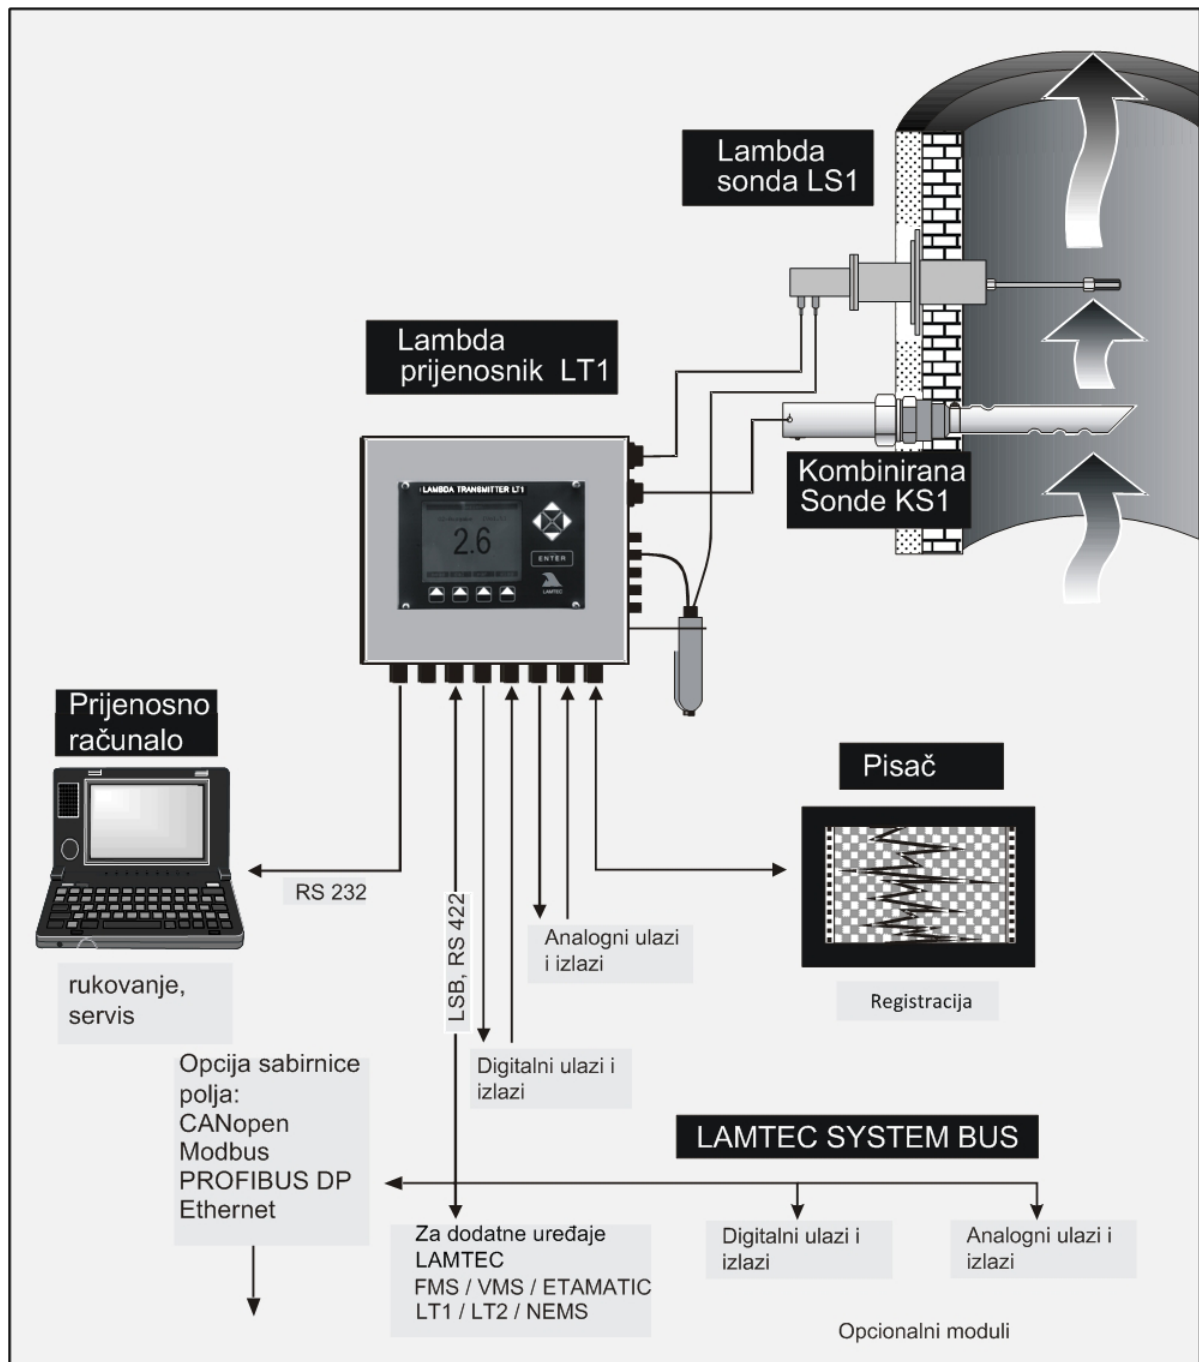 Lambda
sonda LS1
Lambda
prijenosnik LT1
Kombinirana
Sonde KS1
LAMBDA TRANSMITTER LT1
2.6
ENTER
LAMTEC
Prijenosno
računalo
Pisač
RS 232
LSB, RS 422
Analogni ulazi
i izlazi
rukovanje,
servis
Registracija
Opcija sabirnice
polja:
CANopen
Modbus
PROFIBUS DP
Ethernet
Digitalni ulazi i
izlazi
LAMTEC SYSTEM BUS
Za dodatne uređaje
LAMTEC
FMS / VMS / ETAMATIC
LT1 / LT2 / NEMS
Digitalni ulazi i
izlazi
Analogni ulazi i
izlazi
Opcionalni moduli